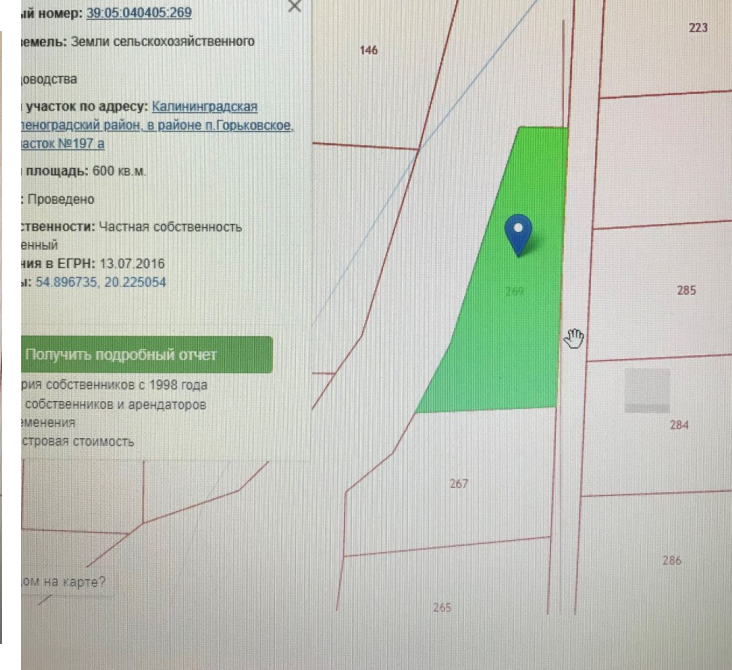 ый номер: 39:05:040405:269
емель: Земли сельскохозяйственного
оводства
участок по адресу: Калининградская
леноградский район, в районе п.Горьковское,
асток №197 а
площадь: 600 кв.м.
: Проведено
ственности: Частная собственность
енный
ния в ЕГРН: 13.07.2016
ы: 54.896735, 20.225054
Получить подробный отчет
рия собственников с 1998 года
собственников и арендаторов
еменения
стровая стоимость
ом на карте?
146
223
269
285
284
267
286
265